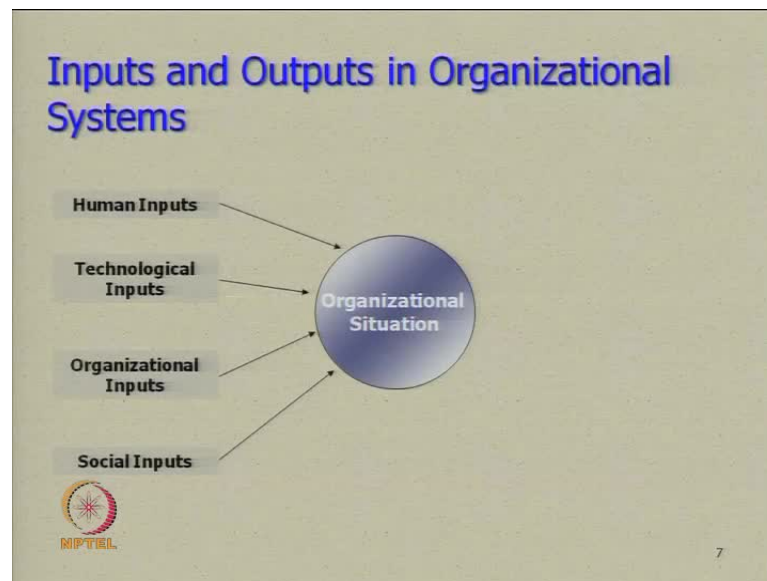 Inputs and Outputs in Organizational
Systems
Human Inputs
Technological
Inputs
Organizational
Inputs
Social Inputs
Organizational
Situation
NPTEL
7